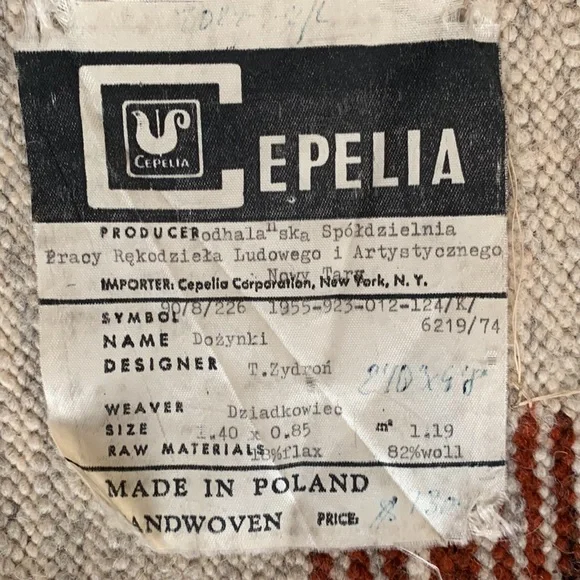 CEPELIA
CEPELIA
PRODUCER Podhalańska Spółdzielnia
Pracy Rękodzieła Ludowego i Artystycznego
- Nowy Targ
IMPORTER: Cepelia Corporation, New York, N. Y.
SYMBOL 90/8/226 1955-923-012-124/K/
6219/74
NAME Dożynki
DESIGNER T.Zydroń
WEAVER Dziadkowiec
SIZE 1.40 x 0.85 m² 1.19
RAW MATERIALS 18%flax 82%woll
MADE IN POLAND
ANDWOVEN PRICE: